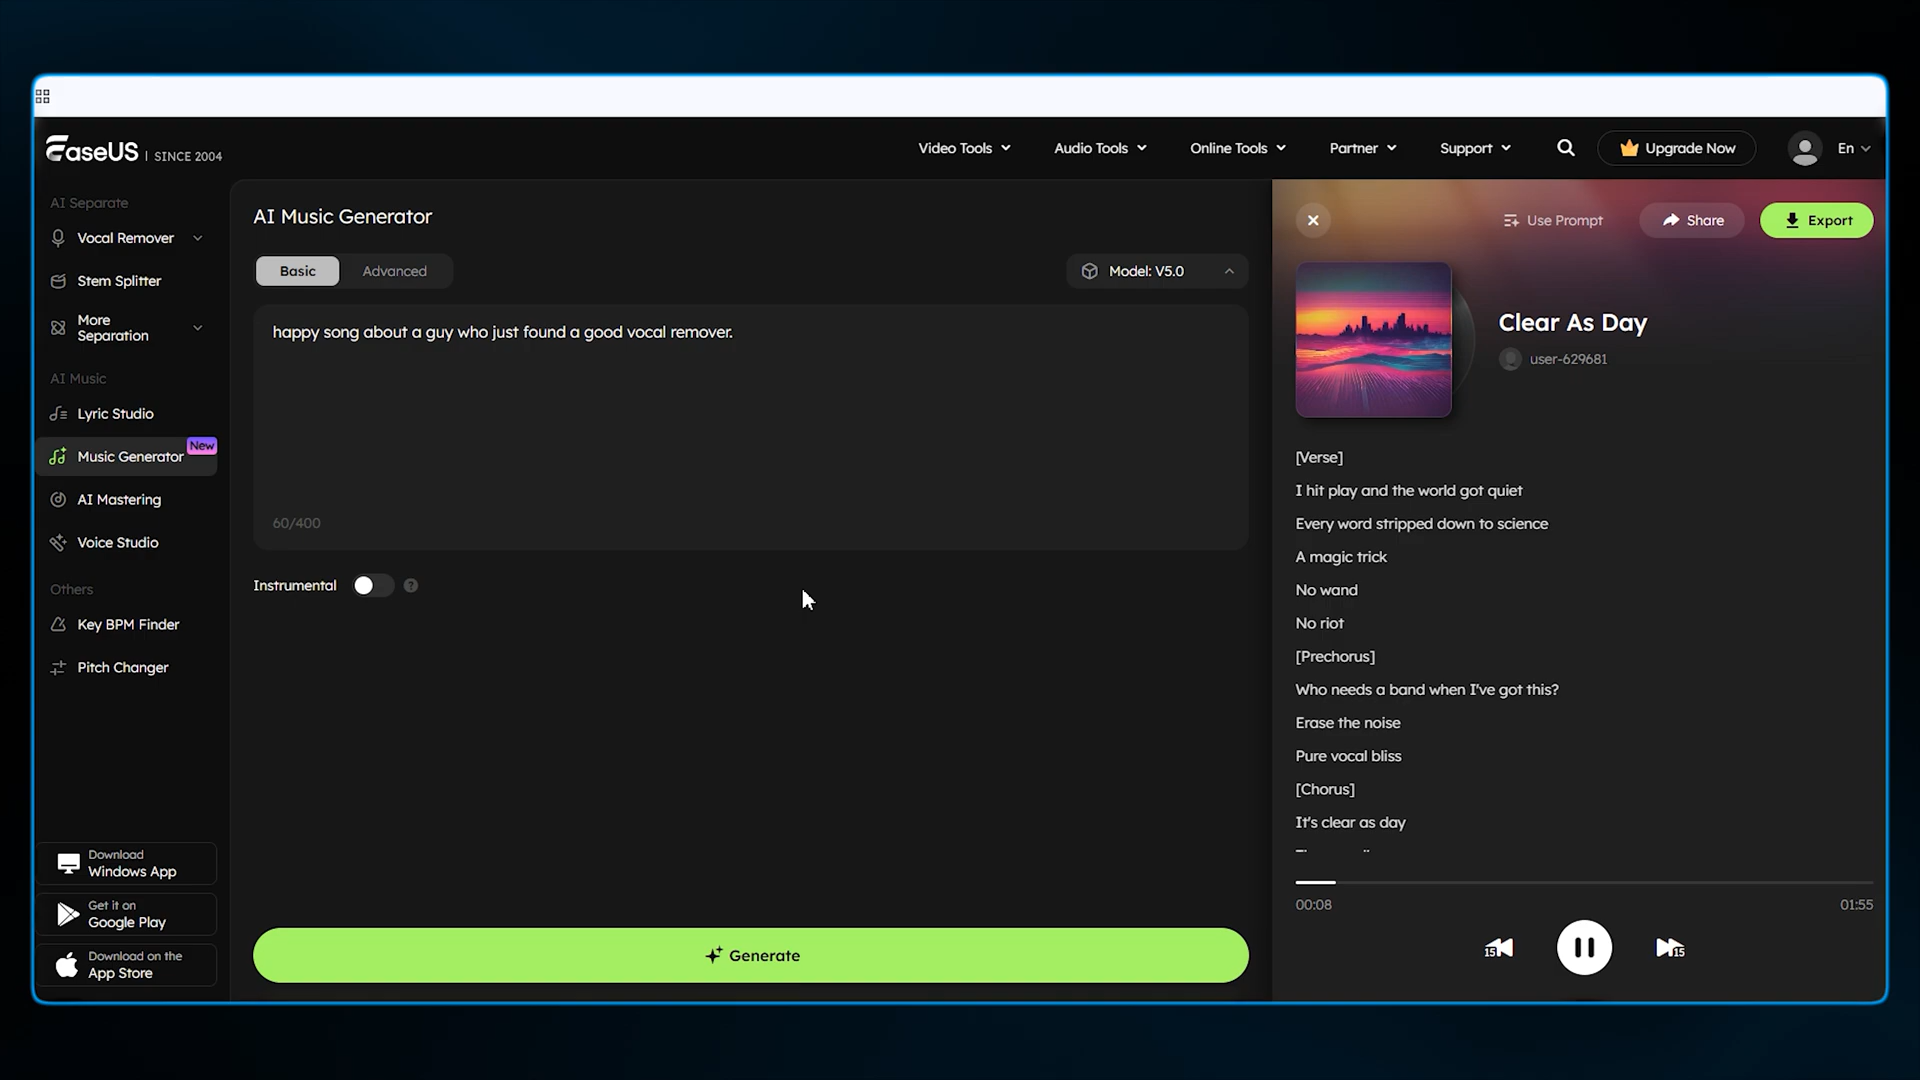 EaseUS | SINCE 2004
Video Tools
Audio Tools
Online Tools
Partner
Support
Upgrade Now
En
AI Separate
Vocal Remover
Stem Splitter
More
Separation
AI Music
Lyric Studio
Music Generator
New
AI Mastering
Voice Studio
Others
Key BPM Finder
Pitch Changer
Download
Windows App
Get it on
Google Play
Download on the
App Store
AI Music Generator
Basic
Advanced
Model: V5.0
happy song about a guy who just found a good vocal remover.
60/400
Instrumental
?
Generate
Use Prompt
Share
Export
Clear As Day
user-629681
[Verse]
I hit play and the world got quiet
Every word stripped down to science
A magic trick
No wand
No riot
[Prechorus]
Who needs a band when I've got this?
Erase the noise
Pure vocal bliss
[Chorus]
It's clear as day
00:08
01:55
15
15